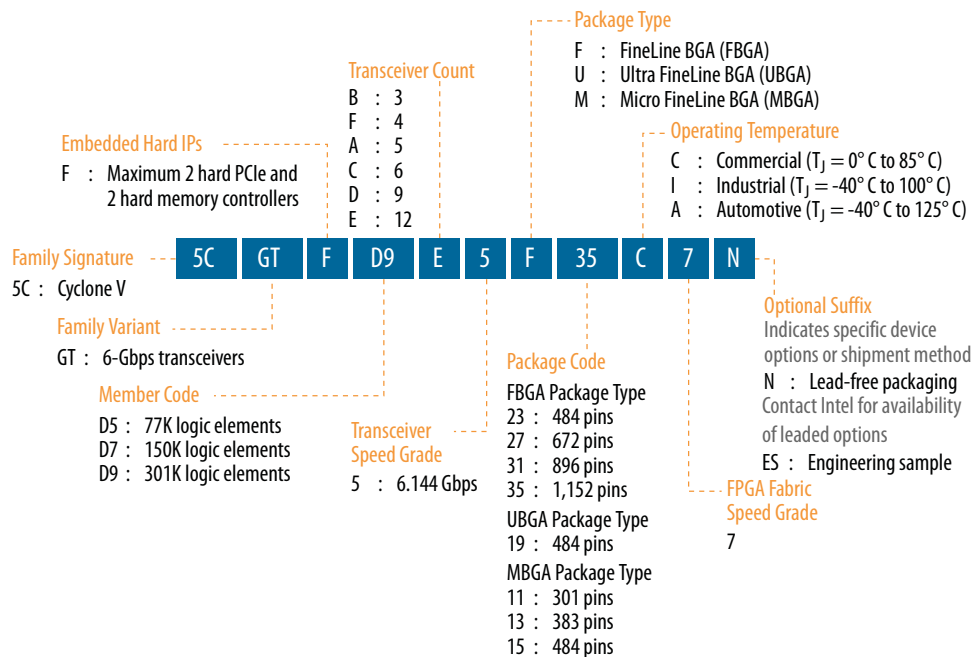 Package Type
F : FineLine BGA (FBGA)
U : Ultra FineLine BGA (UBGA)
M : Micro FineLine BGA (MBGA)
Transceiver Count
B : 3
F : 4
A : 5
C : 6
D : 9
E : 12
Embedded Hard IPs
F : Maximum 2 hard PCIe and
2 hard memory controllers
Operating Temperature
C : Commercial (TJ = 0° C to 85° C)
I : Industrial (TJ = -40° C to 100° C)
A : Automotive (TJ = -40° C to 125° C)
Family Signature
5C : Cyclone V
5C GT F D9 E 5 F 35 C 7 N
Family Variant
GT : 6-Gbps transceivers
Member Code
D5 : 77K logic elements
D7 : 150K logic elements
D9 : 301K logic elements
Transceiver
Speed Grade
5 : 6.144 Gbps
Package Code
FBGA Package Type
23 : 484 pins
27 : 672 pins
31 : 896 pins
35 : 1,152 pins
UBGA Package Type
19 : 484 pins
MBGA Package Type
11 : 301 pins
13 : 383 pins
15 : 484 pins
Optional Suffix
Indicates specific device
options or shipment method
N : Lead-free packaging
Contact Intel for availability
of leaded options
ES : Engineering sample
FPGA Fabric
Speed Grade
7